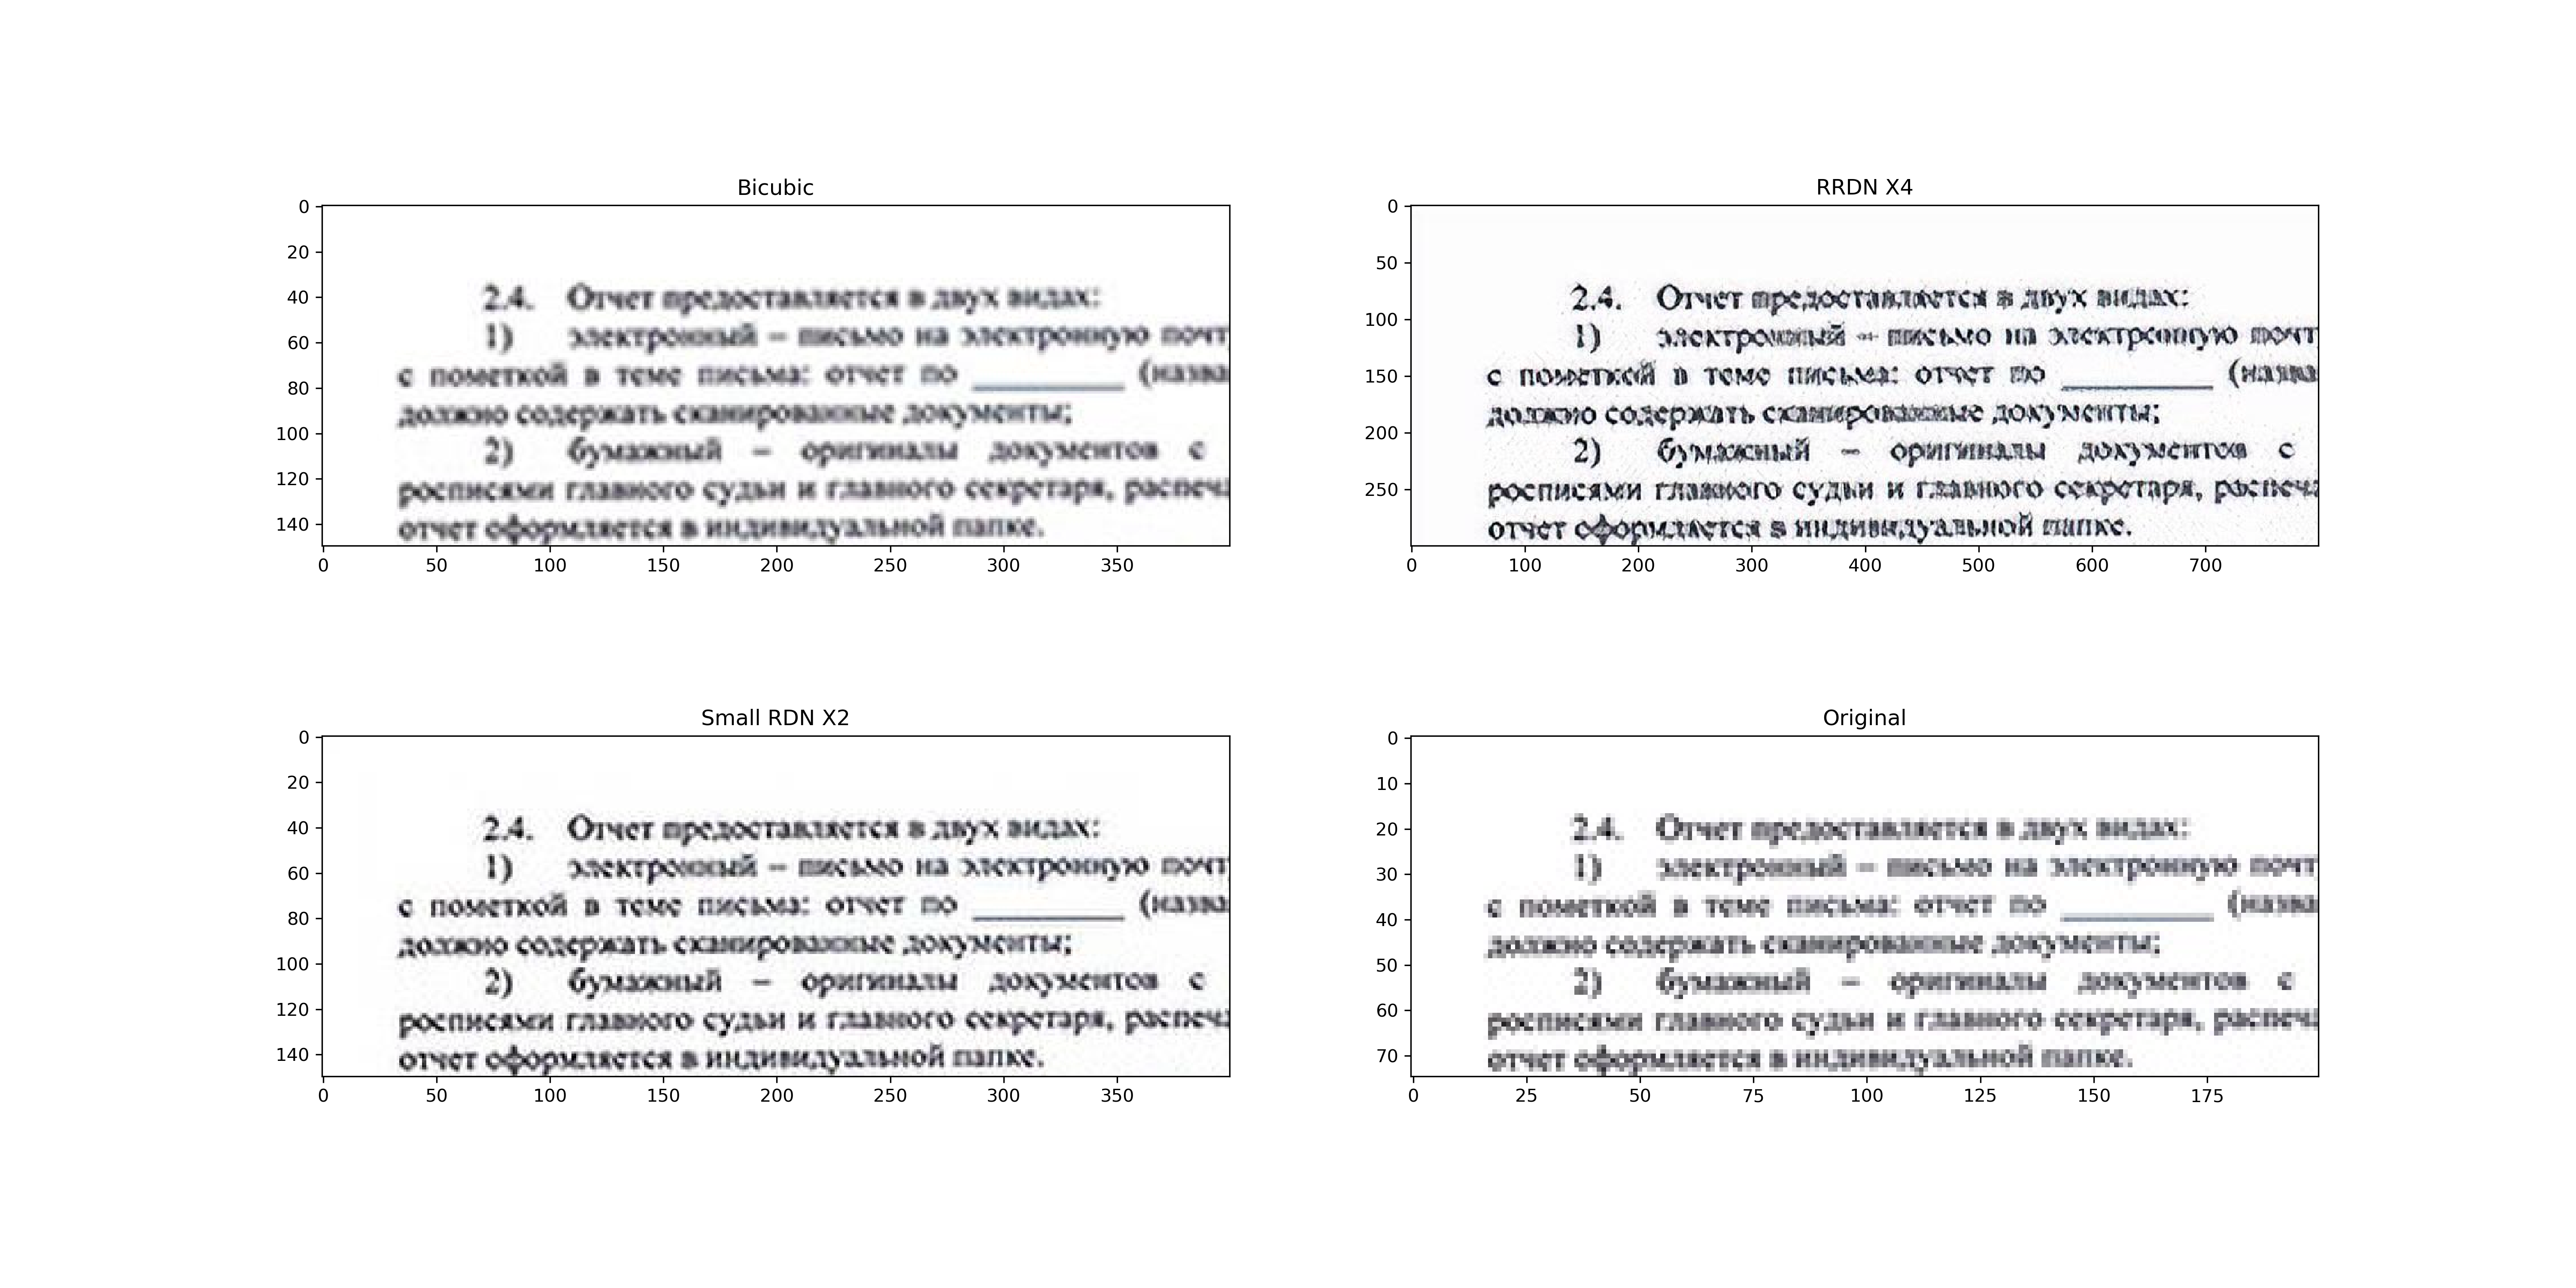 Bicubic
0
20
40
60
80
100
120
140
2.4. Отчет предоставляется в двух видах:
1) электронный – письмо на электронную почт
с пометкой в теме письма: отчет по ________ (назва
должно содержать сканированные документы;
2) бумажный – оригиналы документов с
росписями главного судьи и главного секретаря, распеча
отчет оформляется в индивидуальной папке.
0 50 100 150 200 250 300 350
RRDN X4
0
50
100
150
200
250
2.4. Отчет предоставляется в двух видах:
1) электронный – письмо на электронную почт
с пометкой в теме письма: отчет по ________ (назва
должно содержать сканированные документы;
2) бумажный – оригиналы документов с
росписями главного судьи и главного секретаря, распеча
отчет оформляется в индивидуальной папке.
0 100 200 300 400 500 600 700
Small RDN X2
0
20
40
60
80
100
120
140
2.4. Отчет предоставляется в двух видах:
1) электронный – письмо на электронную почт
с пометкой в теме письма: отчет по ________ (назва
должно содержать сканированные документы;
2) бумажный – оригиналы документов с
росписями главного судьи и главного секретаря, распеча
отчет оформляется в индивидуальной папке.
0 50 100 150 200 250 300 350
Original
0
10
20
30
40
50
60
70
2.4. Отчет предоставляется в двух видах:
1) электронный – письмо на электронную почт
с пометкой в теме письма: отчет по ________ (назва
должно содержать сканированные документы;
2) бумажный – оригиналы документов с
росписями главного судьи и главного секретаря, распеча
отчет оформляется в индивидуальной папке.
0 25 50 75 100 125 150 175